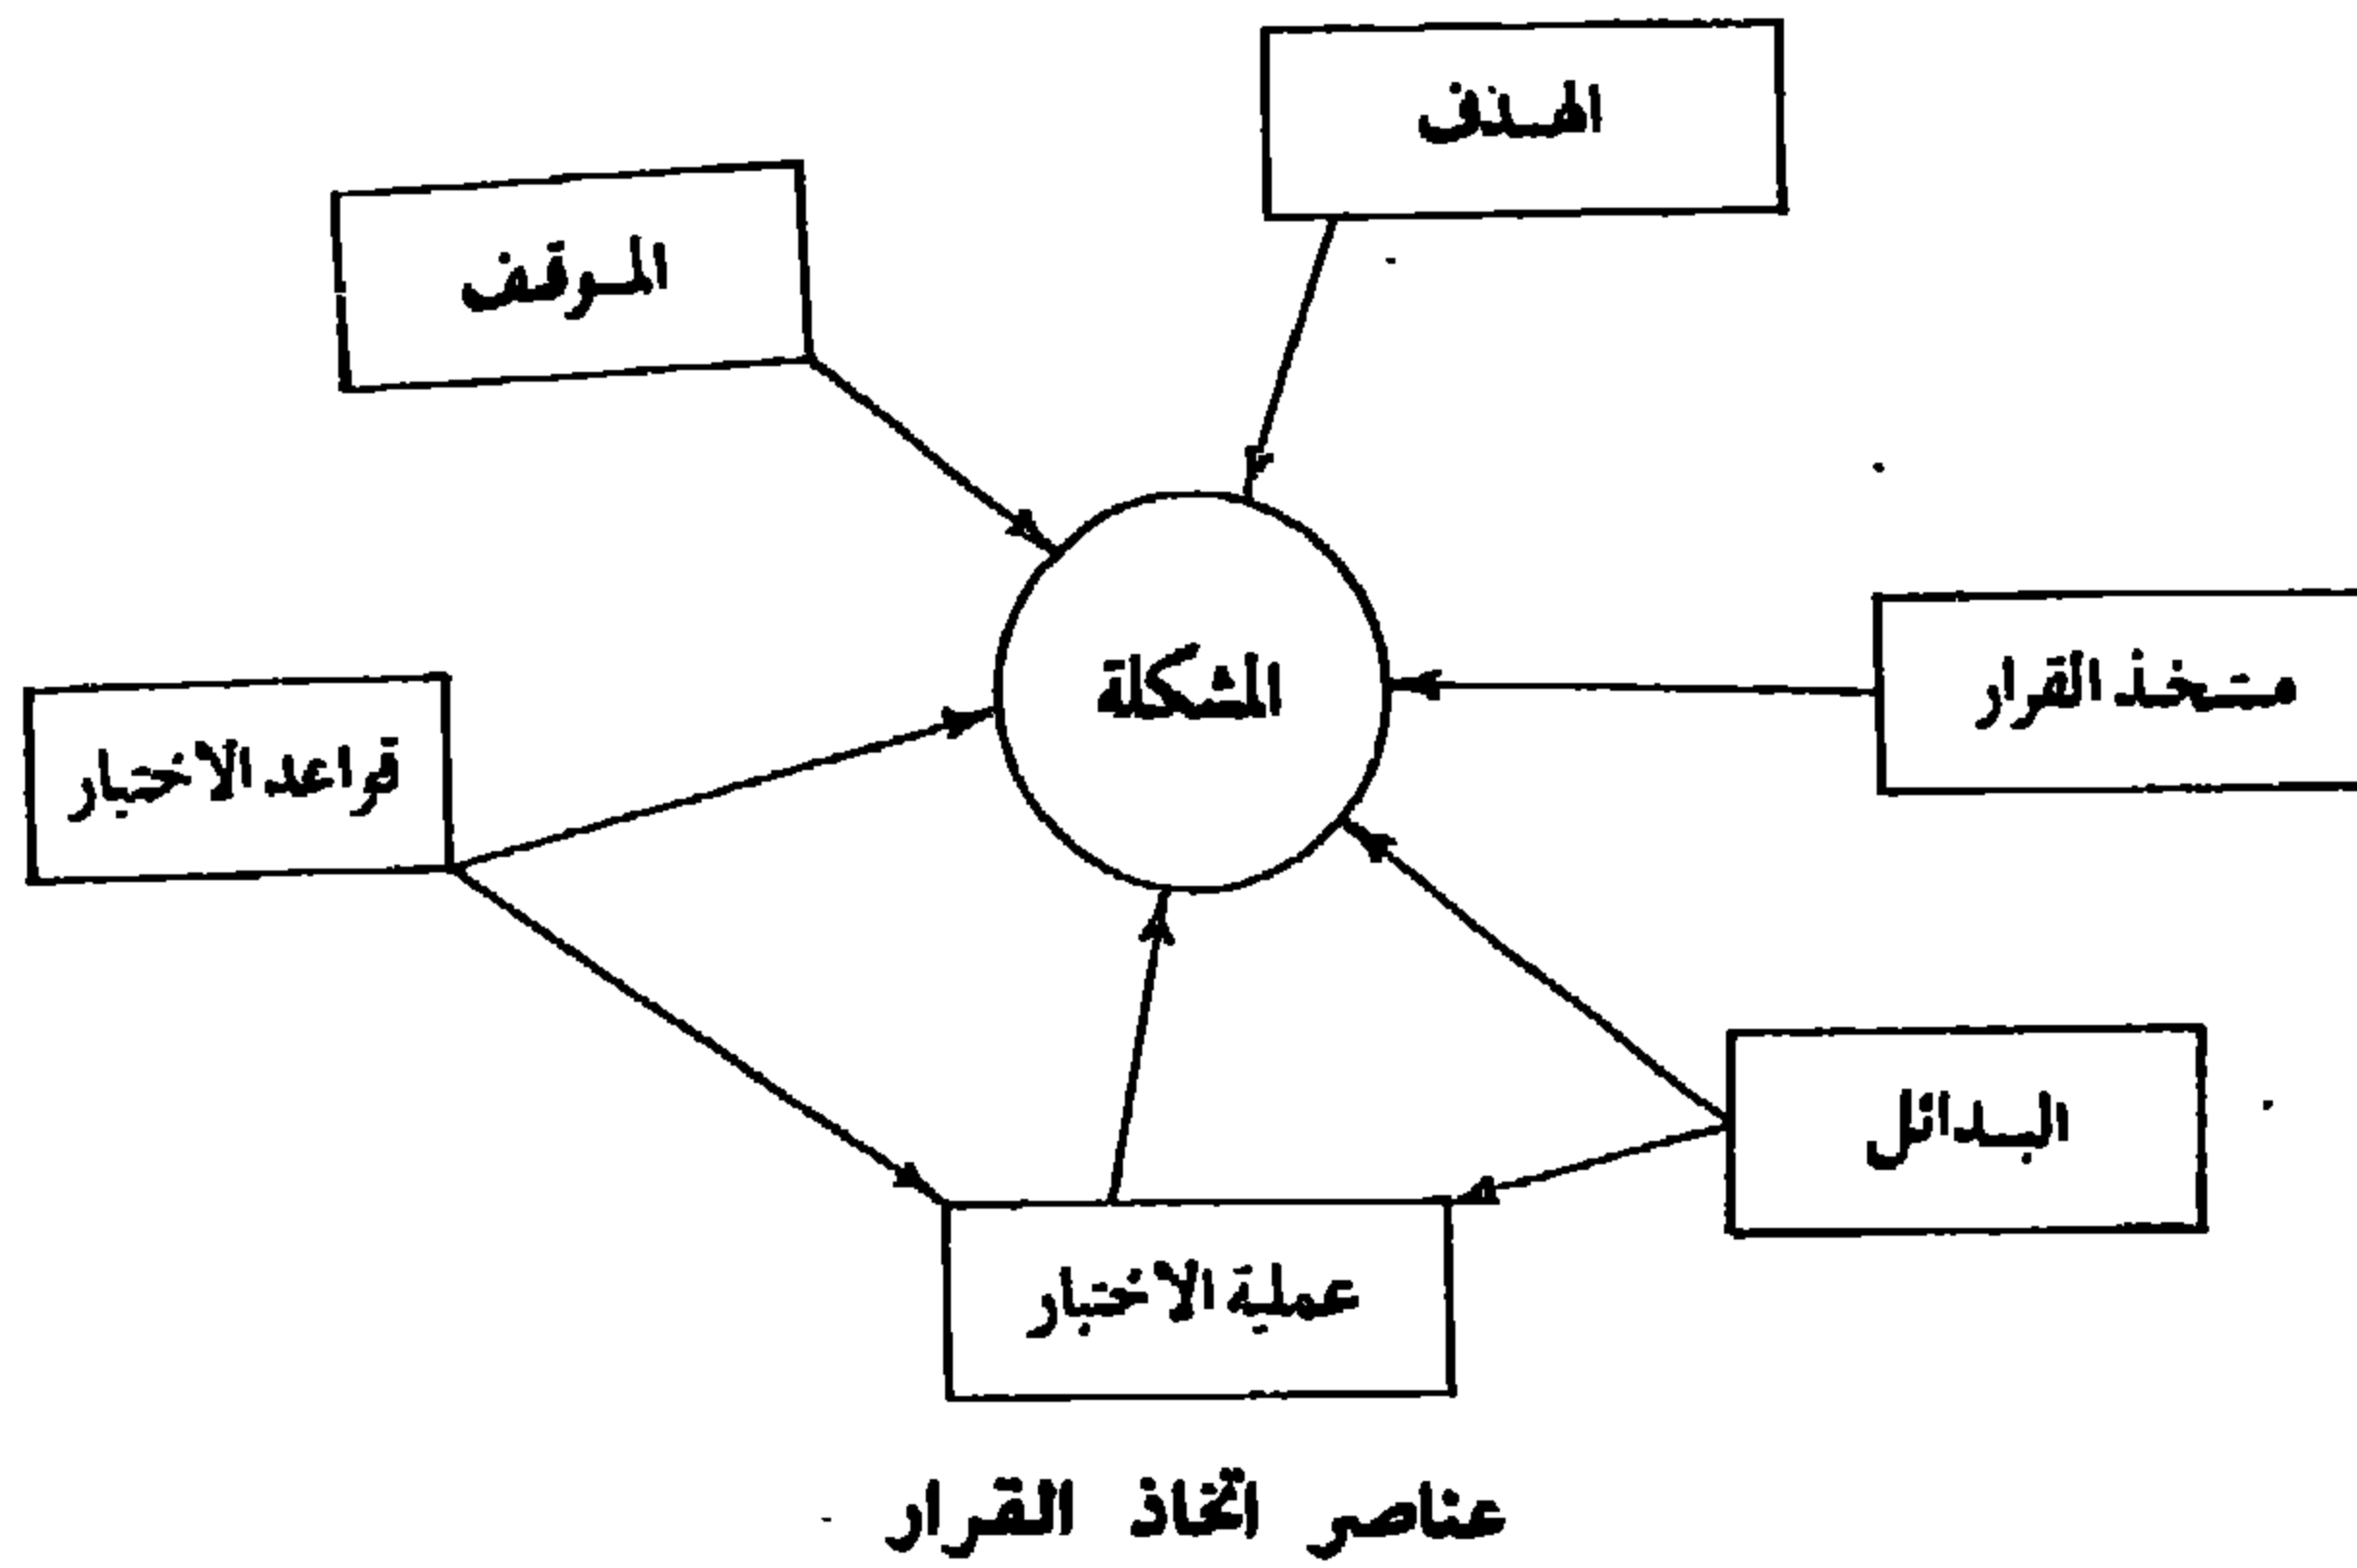 الهدف
الموقف
المشكلة
متخذ القرار
قواعد الاختيار
البدائل
عملية الاختيار
عناصر اتخاذ القرار